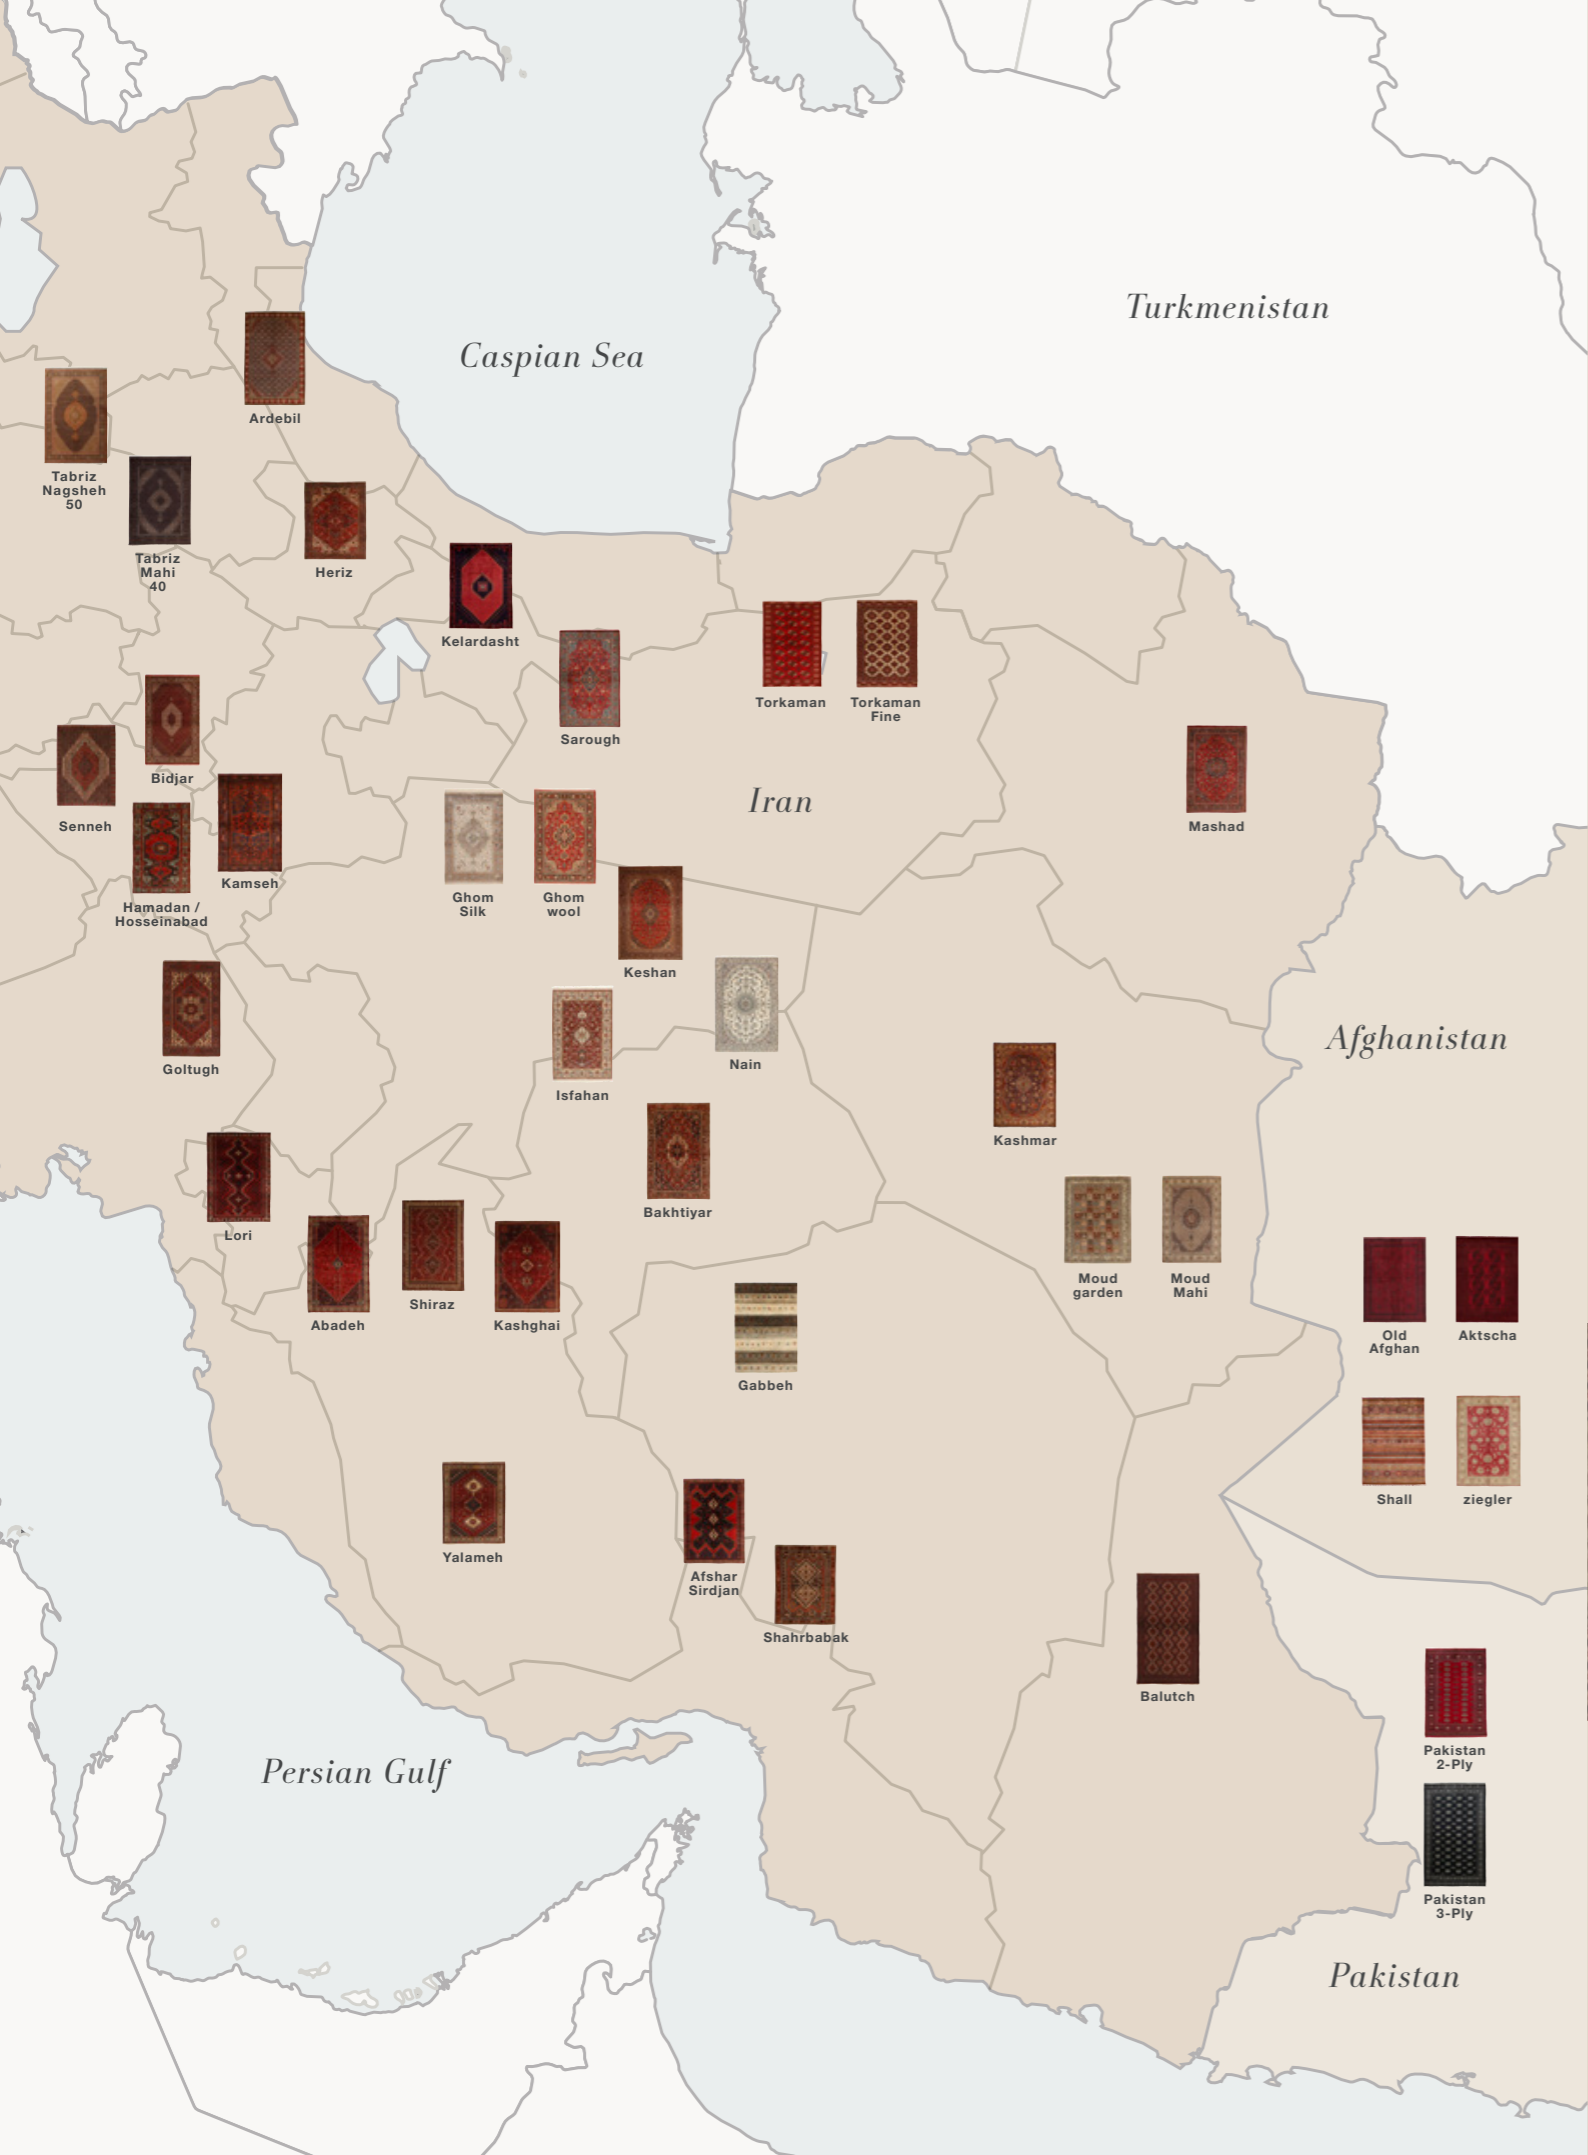 Turkmenistan
Caspian Sea
Ardebil
Tabriz
Nagsheh
50
Tabriz
Mahi
40
Heriz
Kelardasht
Sarough
Torkaman
Torkaman
Fine
Bidjar
Senneh
Iran
Mashad
Kamseh
Hamadan /
Hosseinabad
Ghom
Silk
Ghom
wool
Keshan
Afghanistan
Goltugh
Nain
Isfahan
Kashmar
Bakhtiyar
Lori
Moud
garden
Moud
Mahi
Shiraz
Abadeh
Kashghai
Old
Afghan
Aktscha
Gabbeh
Shall
ziegler
Yalameh
Afshar
Sirdjan
Shahrbabak
Balutch
Pakistan
2-Ply
Persian Gulf
Pakistan
3-Ply
Pakistan